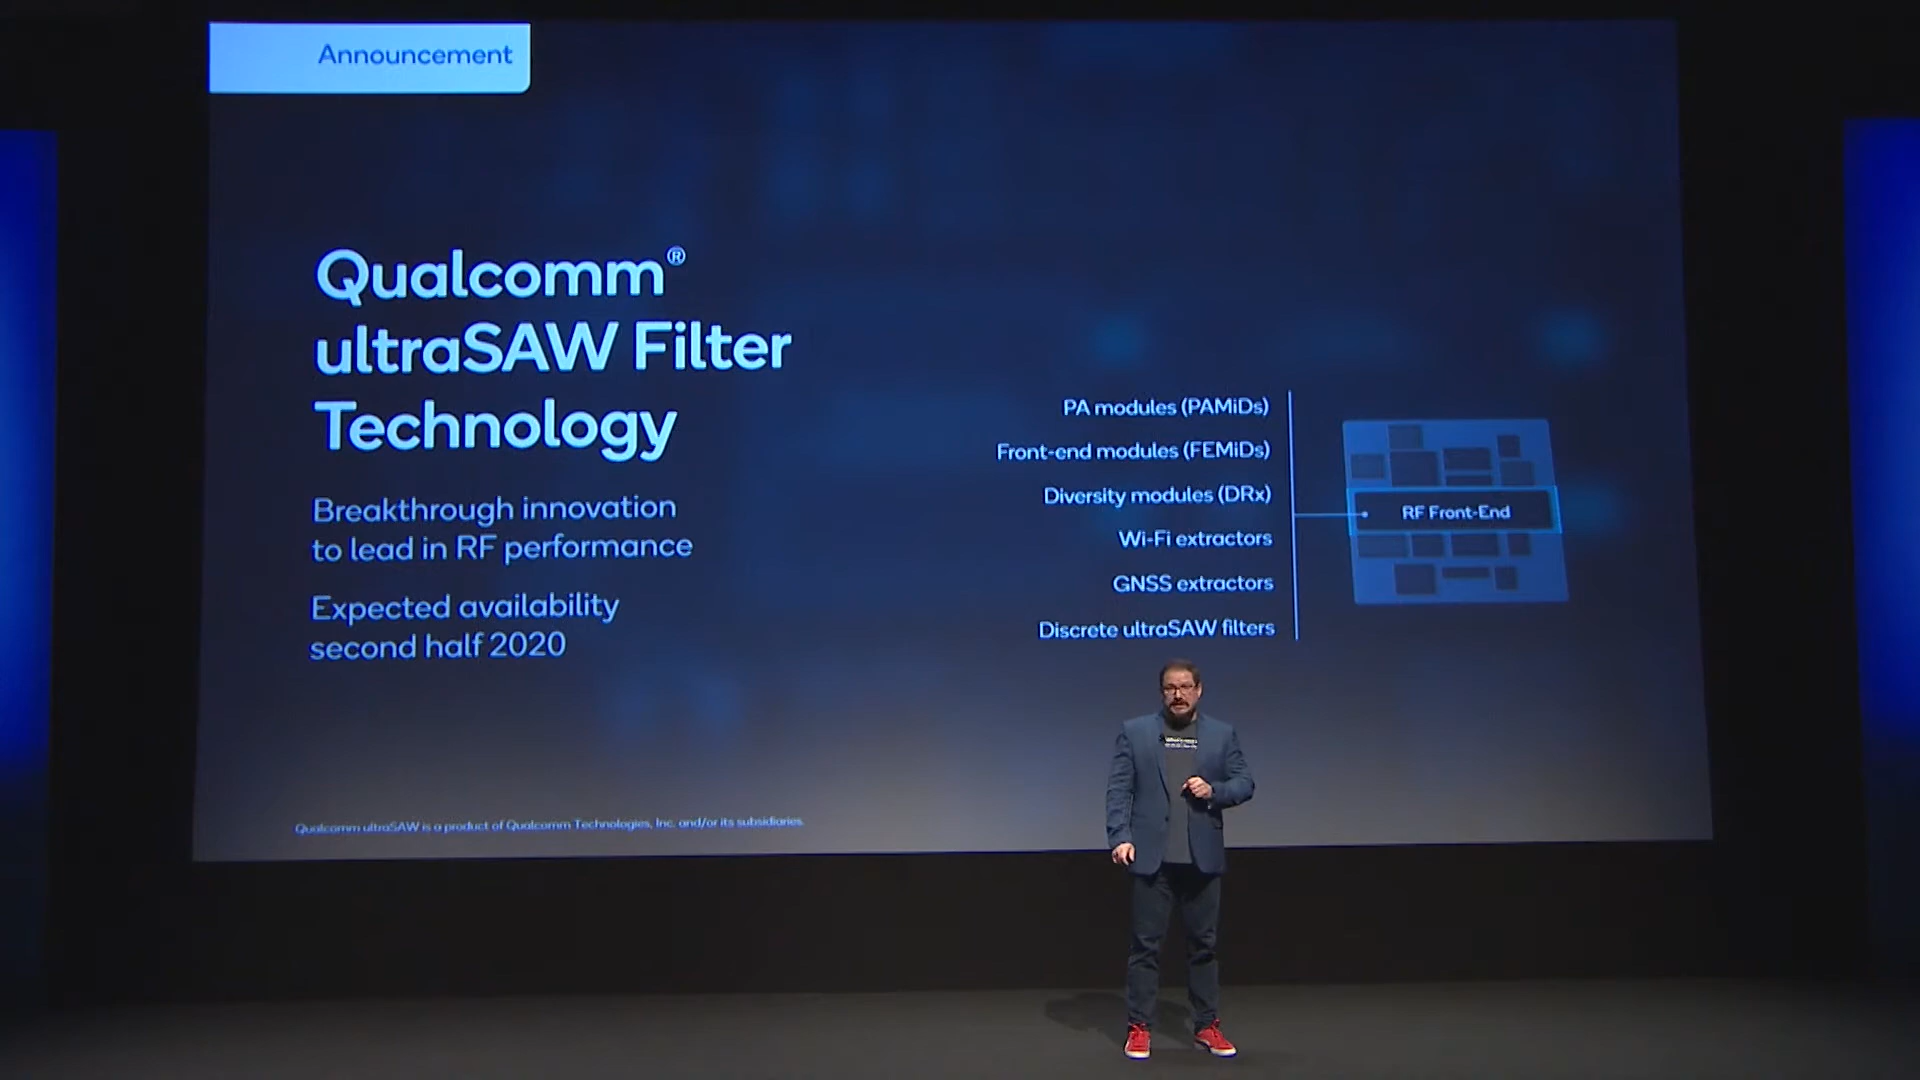 Announcement
Qualcomm®
ultraSAW Filter
Technology
Breakthrough innovation
to lead in RF performance
Expected availability
second half 2020
PA modules (PAMiDs)
Front-end modules (FEMiDs)
Diversity modules (DRx)
Wi-Fi extractors
GNSS extractors
Discrete ultraSAW filters
RF Front-End
Qualcomm ultraSAW is a product of Qualcomm Technologies, Inc. and/or its subsidiaries.